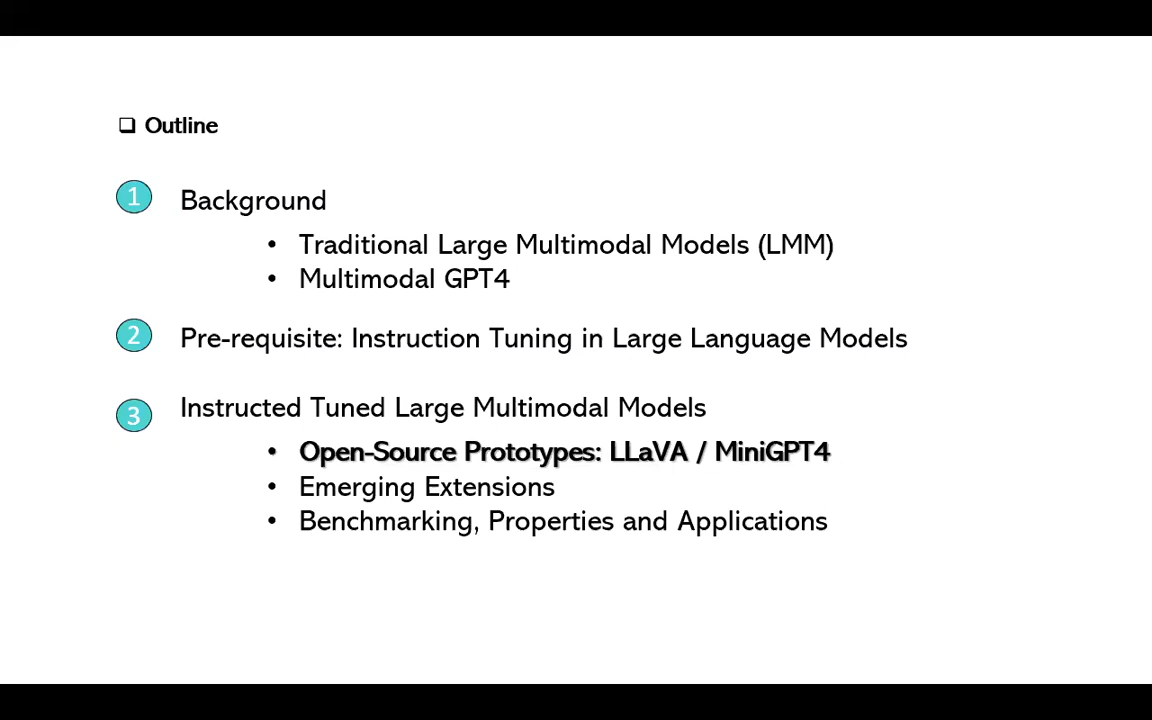 ❑ Outline
1 Background
• Traditional Large Multimodal Models (LMM)
• Multimodal GPT4
2 Pre-requisite: Instruction Tuning in Large Language Models
3 Instructed Tuned Large Multimodal Models
• Open-Source Prototypes: LLaVA / MiniGPT4
• Emerging Extensions
• Benchmarking, Properties and Applications